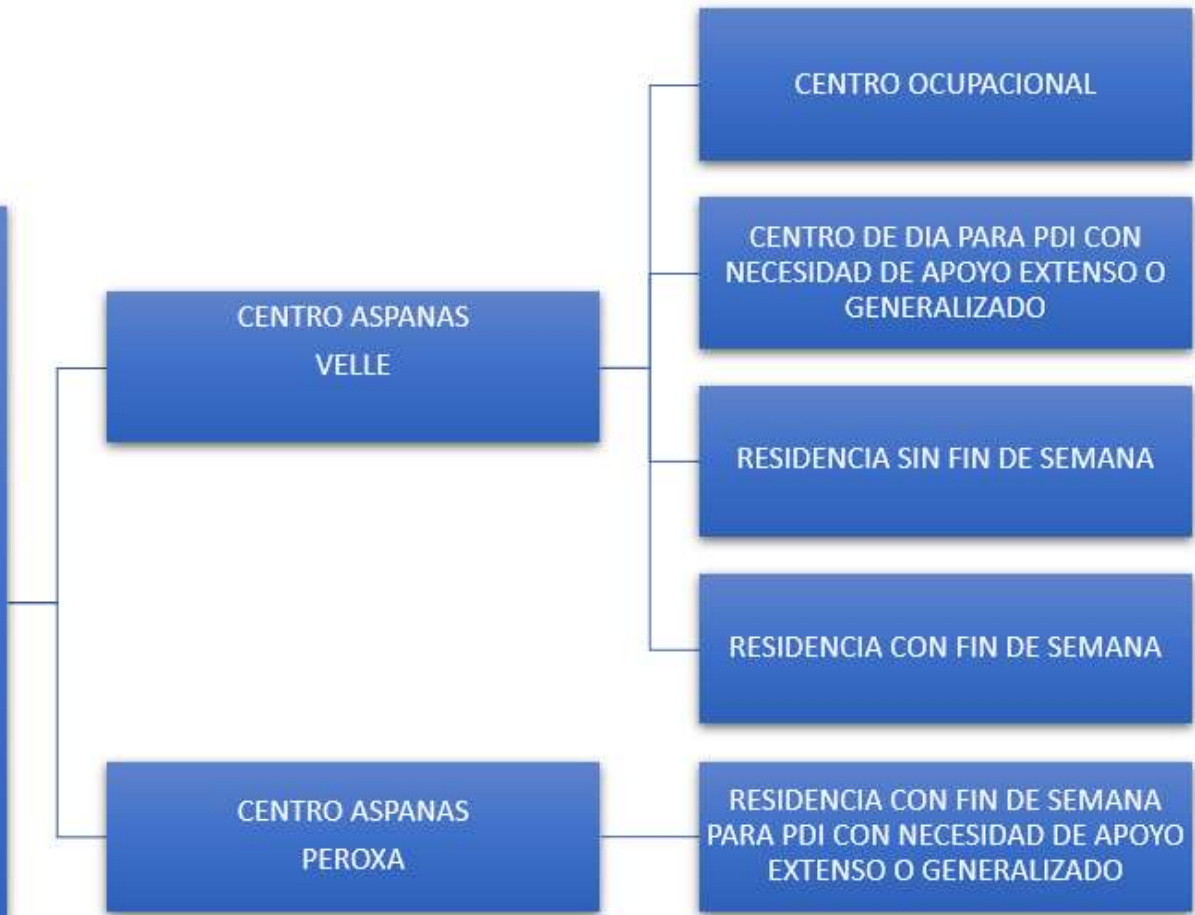 CENTRO OCUPACIONAL
CENTRO DE DIA PARA PDI CON
NECESIDAD DE APOYO EXTENSO O
GENERALIZADO
CENTRO ASPANAS
VELLE
RESIDENCIA SIN FIN DE SEMANA
RESIDENCIA CON FIN DE SEMANA
CENTRO ASPANAS
PEROXA
RESIDENCIA CON FIN DE SEMANA
PARA PDI CON NECESIDAD DE APOYO
EXTENSO O GENERALIZADO